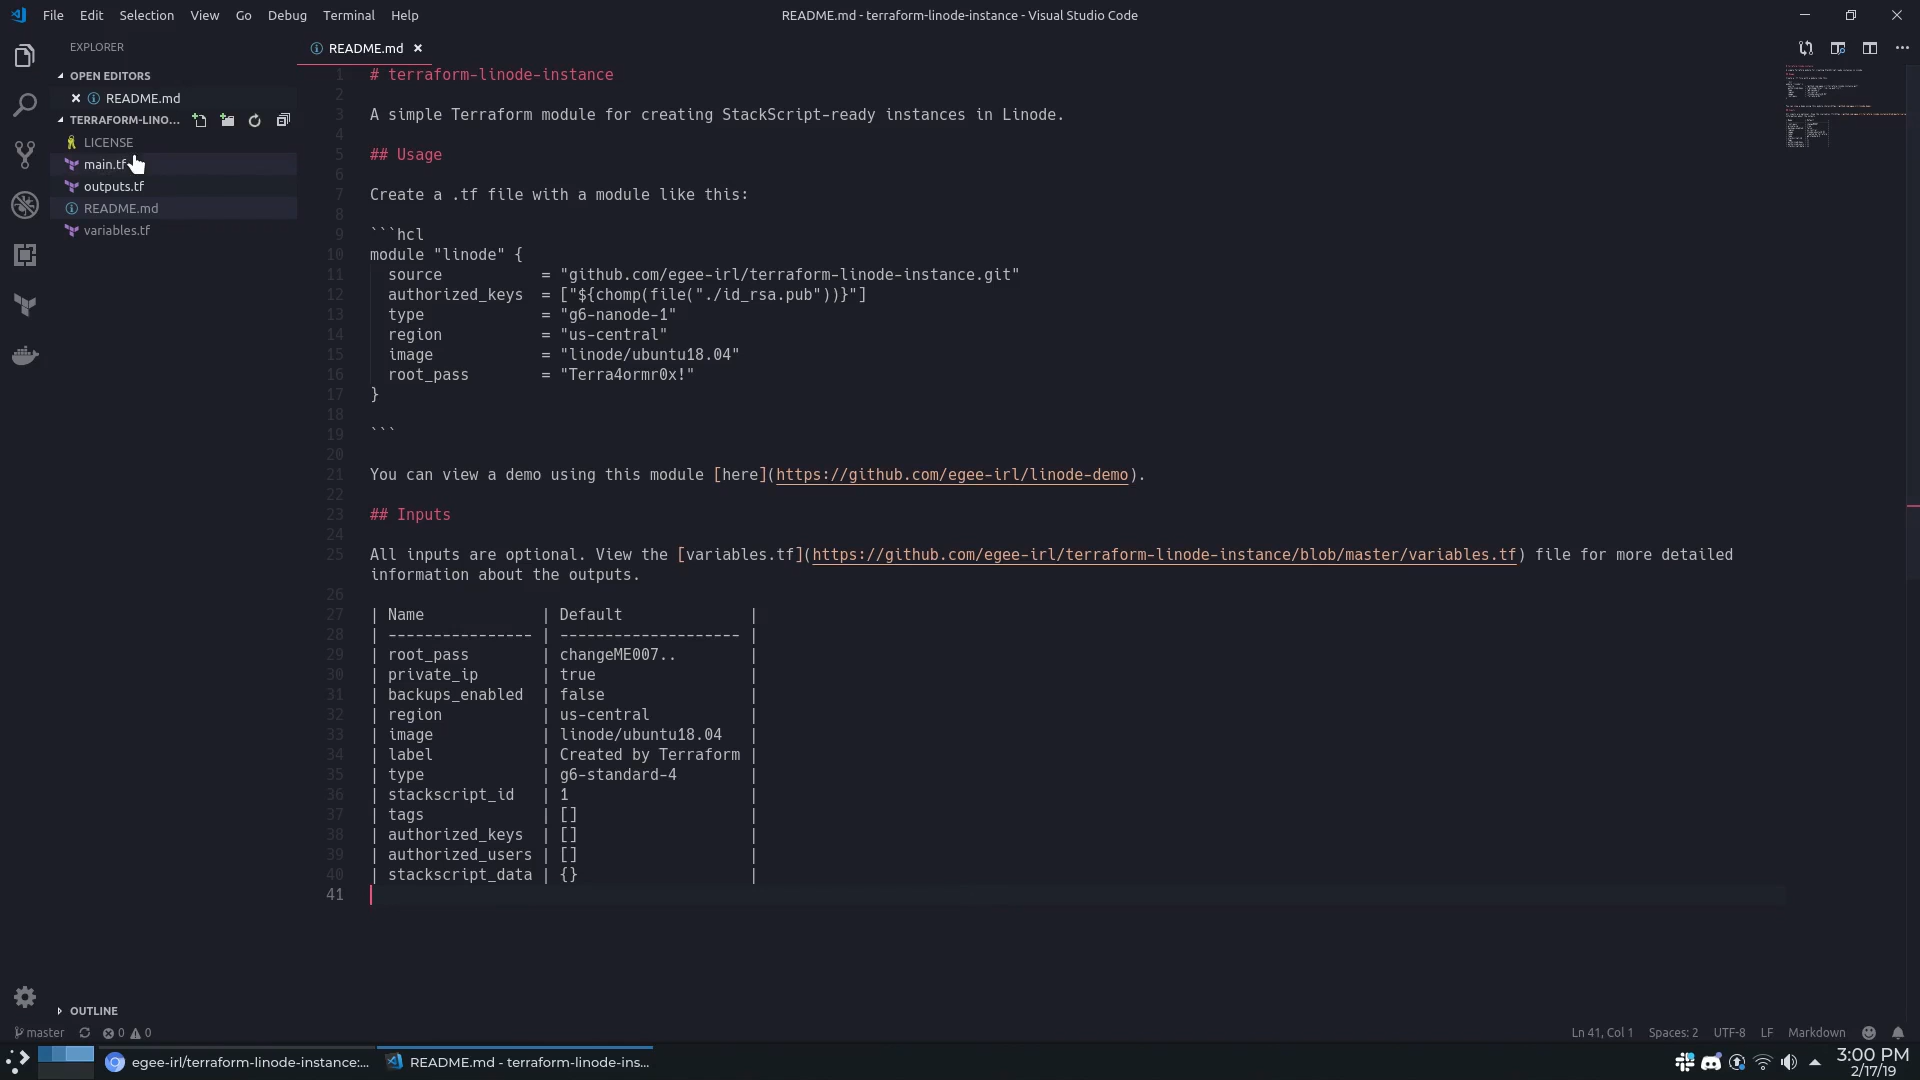 File Edit Selection View Go Debug Terminal Help
README.md - terraform-linode-instance - Visual Studio Code
EXPLORER
OPEN EDITORS
README.md
TERRAFORM-LINO...
LICENSE
main.tf
outputs.tf
README.md
variables.tf
OUTLINE
README.md
1 # terraform-linode-instance
2
3 A simple Terraform module for creating StackScript-ready instances in Linode.
4
5 ## Usage
6
7 Create a .tf file with a module like this:
8
9 ```hcl
10 module "linode" {
11   source           = "github.com/egee-irl/terraform-linode-instance.git"
12   authorized_keys  = ["${chomp(file("./id_rsa.pub"))}"]
13   type             = "g6-nanode-1"
14   region           = "us-central"
15   image            = "linode/ubuntu18.04"
16   root_pass        = "Terra4ormr0x!"
17 }
18
19 ```
20
21 You can view a demo using this module [here](https://github.com/egee-irl/linode-demo).
22
23 ## Inputs
24
25 All inputs are optional. View the [variables.tf](https://github.com/egee-irl/terraform-linode-instance/blob/master/variables.tf) file for more detailed
information about the outputs.
26
27 | Name             | Default              |
28 | ---------------- | -------------------- |
29 | root_pass        | changeME007..        |
30 | private_ip       | true                 |
31 | backups_enabled  | false                |
32 | region           | us-central           |
33 | image            | linode/ubuntu18.04   |
34 | label            | Created by Terraform |
35 | type             | g6-standard-4        |
36 | stackscript_id   | 1                    |
37 | tags             | []                   |
38 | authorized_keys  | []                   |
39 | authorized_users | []                   |
40 | stackscript_data | {}                   |
41
master 0 0
Ln 41, Col 1 Spaces: 2 UTF-8 LF Markdown
egee-irl/terraform-linode-instance:...
README.md - terraform-linode-ins...
3:00 PM
2/17/19